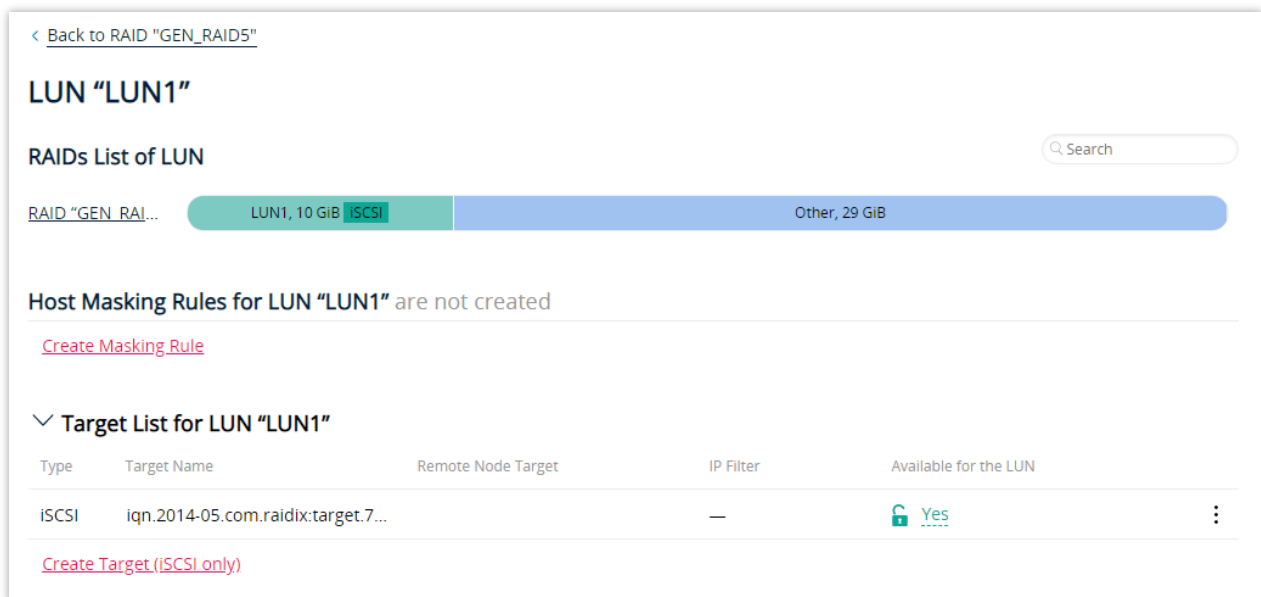 Back to RAID "GEN_RAID5"
LUN “LUN1”
RAIDs List of LUN
Search
RAID “GEN_RAI...
LUN1, 10 GiB iSCSI
Other, 29 GiB
Host Masking Rules for LUN “LUN1” are not created
Create Masking Rule
Target List for LUN “LUN1”
Type Target Name Remote Node Target IP Filter Available for the LUN
iSCSI iqn.2014-05.com.raidix:target.7... — Yes
Create Target (iSCSI only)